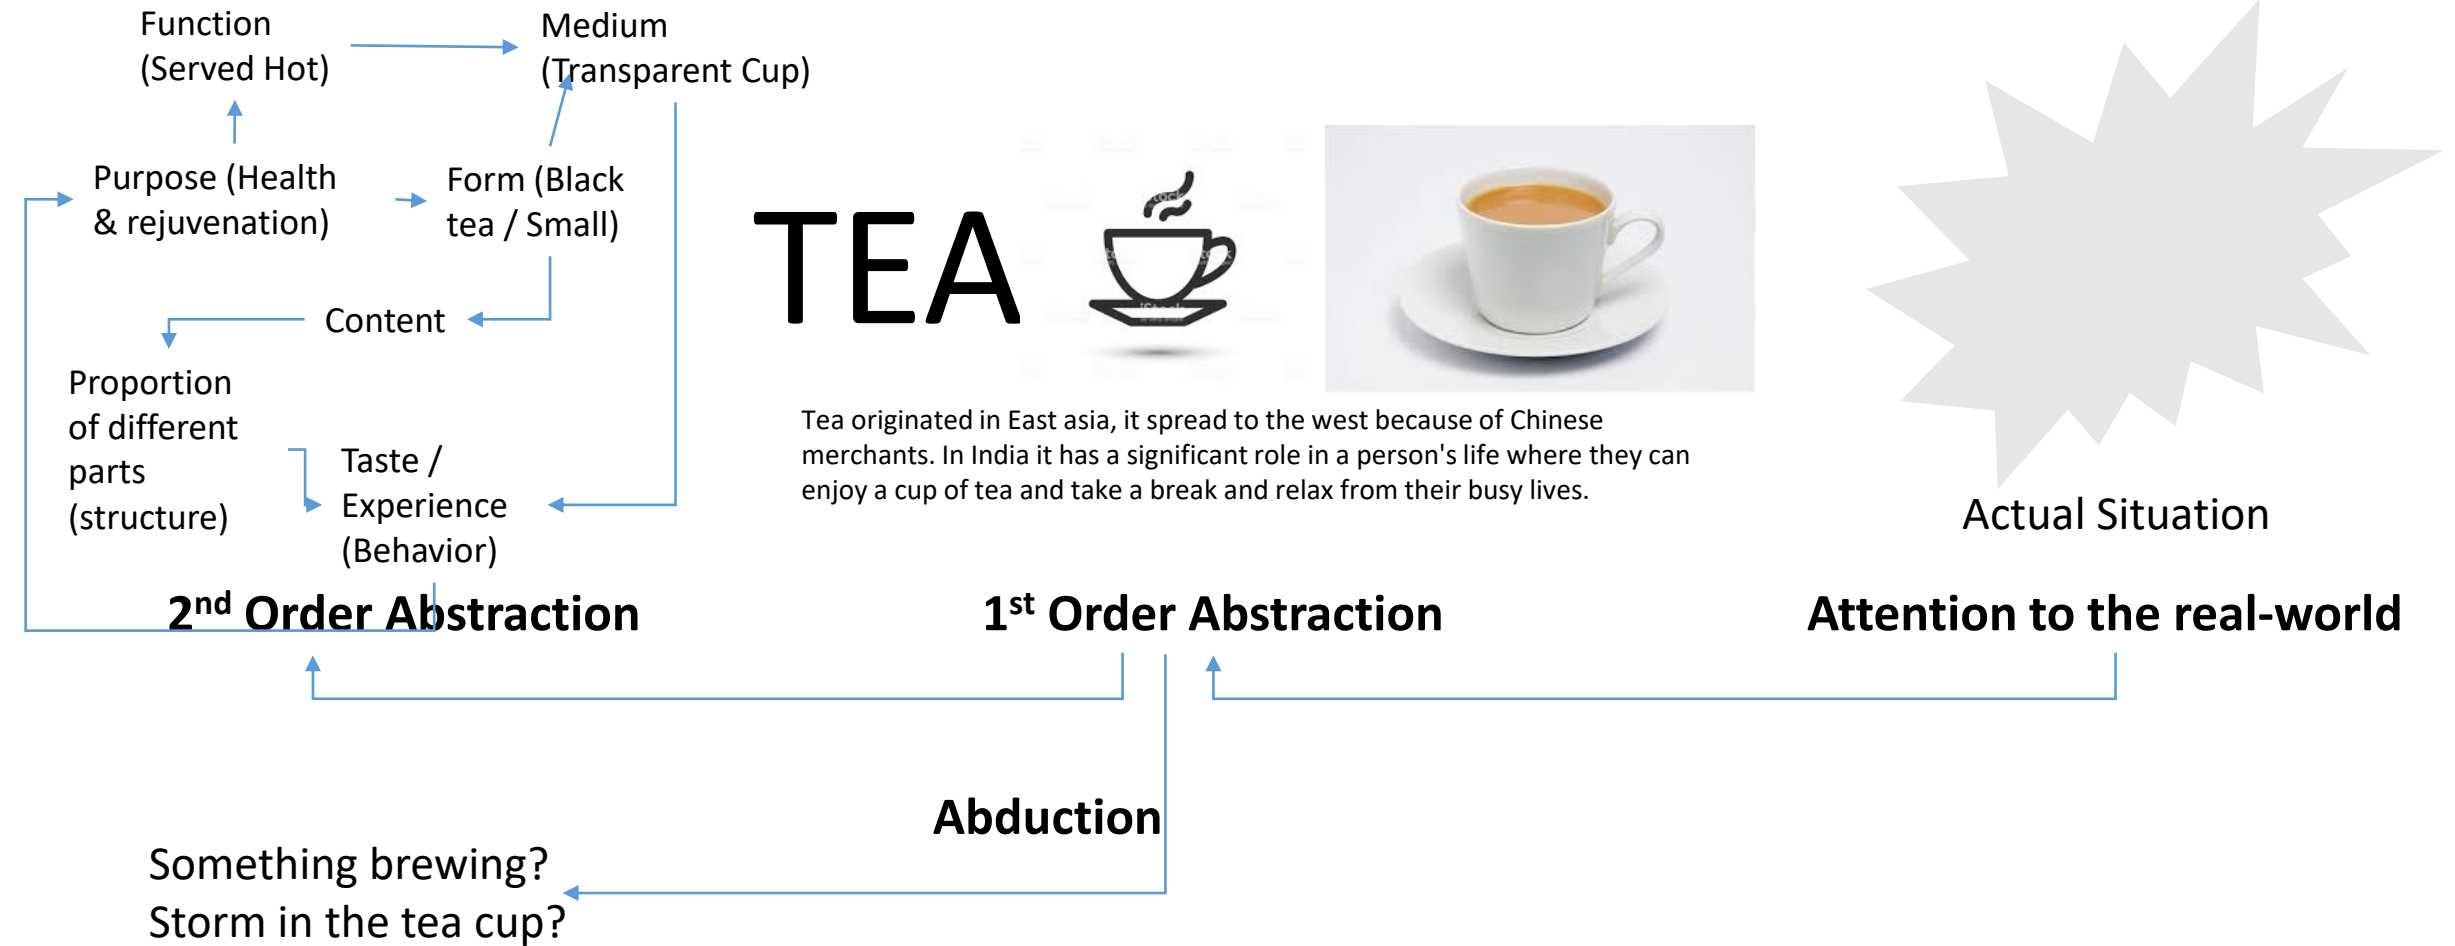 Function
(Served Hot)
Medium
(Transparent Cup)
Purpose (Health
& rejuvenation)
Form (Black
tea / Small)
Content
Proportion
of different
parts
(structure)
Taste /
Experience
(Behavior)
2nd Order Abstraction
TEA
Tea originated in East asia, it spread to the west because of Chinese
merchants. In India it has a significant role in a person's life where they can
enjoy a cup of tea and take a break and relax from their busy lives.
1st Order Abstraction
Actual Situation
Attention to the real-world
Abduction
Something brewing?
Storm in the tea cup?